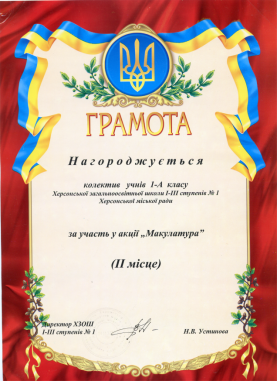 ГРАМОТА
Нагороджується
колектив учнів 1-А класу
Херсонської загальноосвітньої школи І-ІІІ ступенів № 1
Херсонської міської ради
за участь у акції „Макулатура”
(ІІ місце)
Директор ХЗОШ
І-ІІІ ступенів № 1
Н.В. Устинова